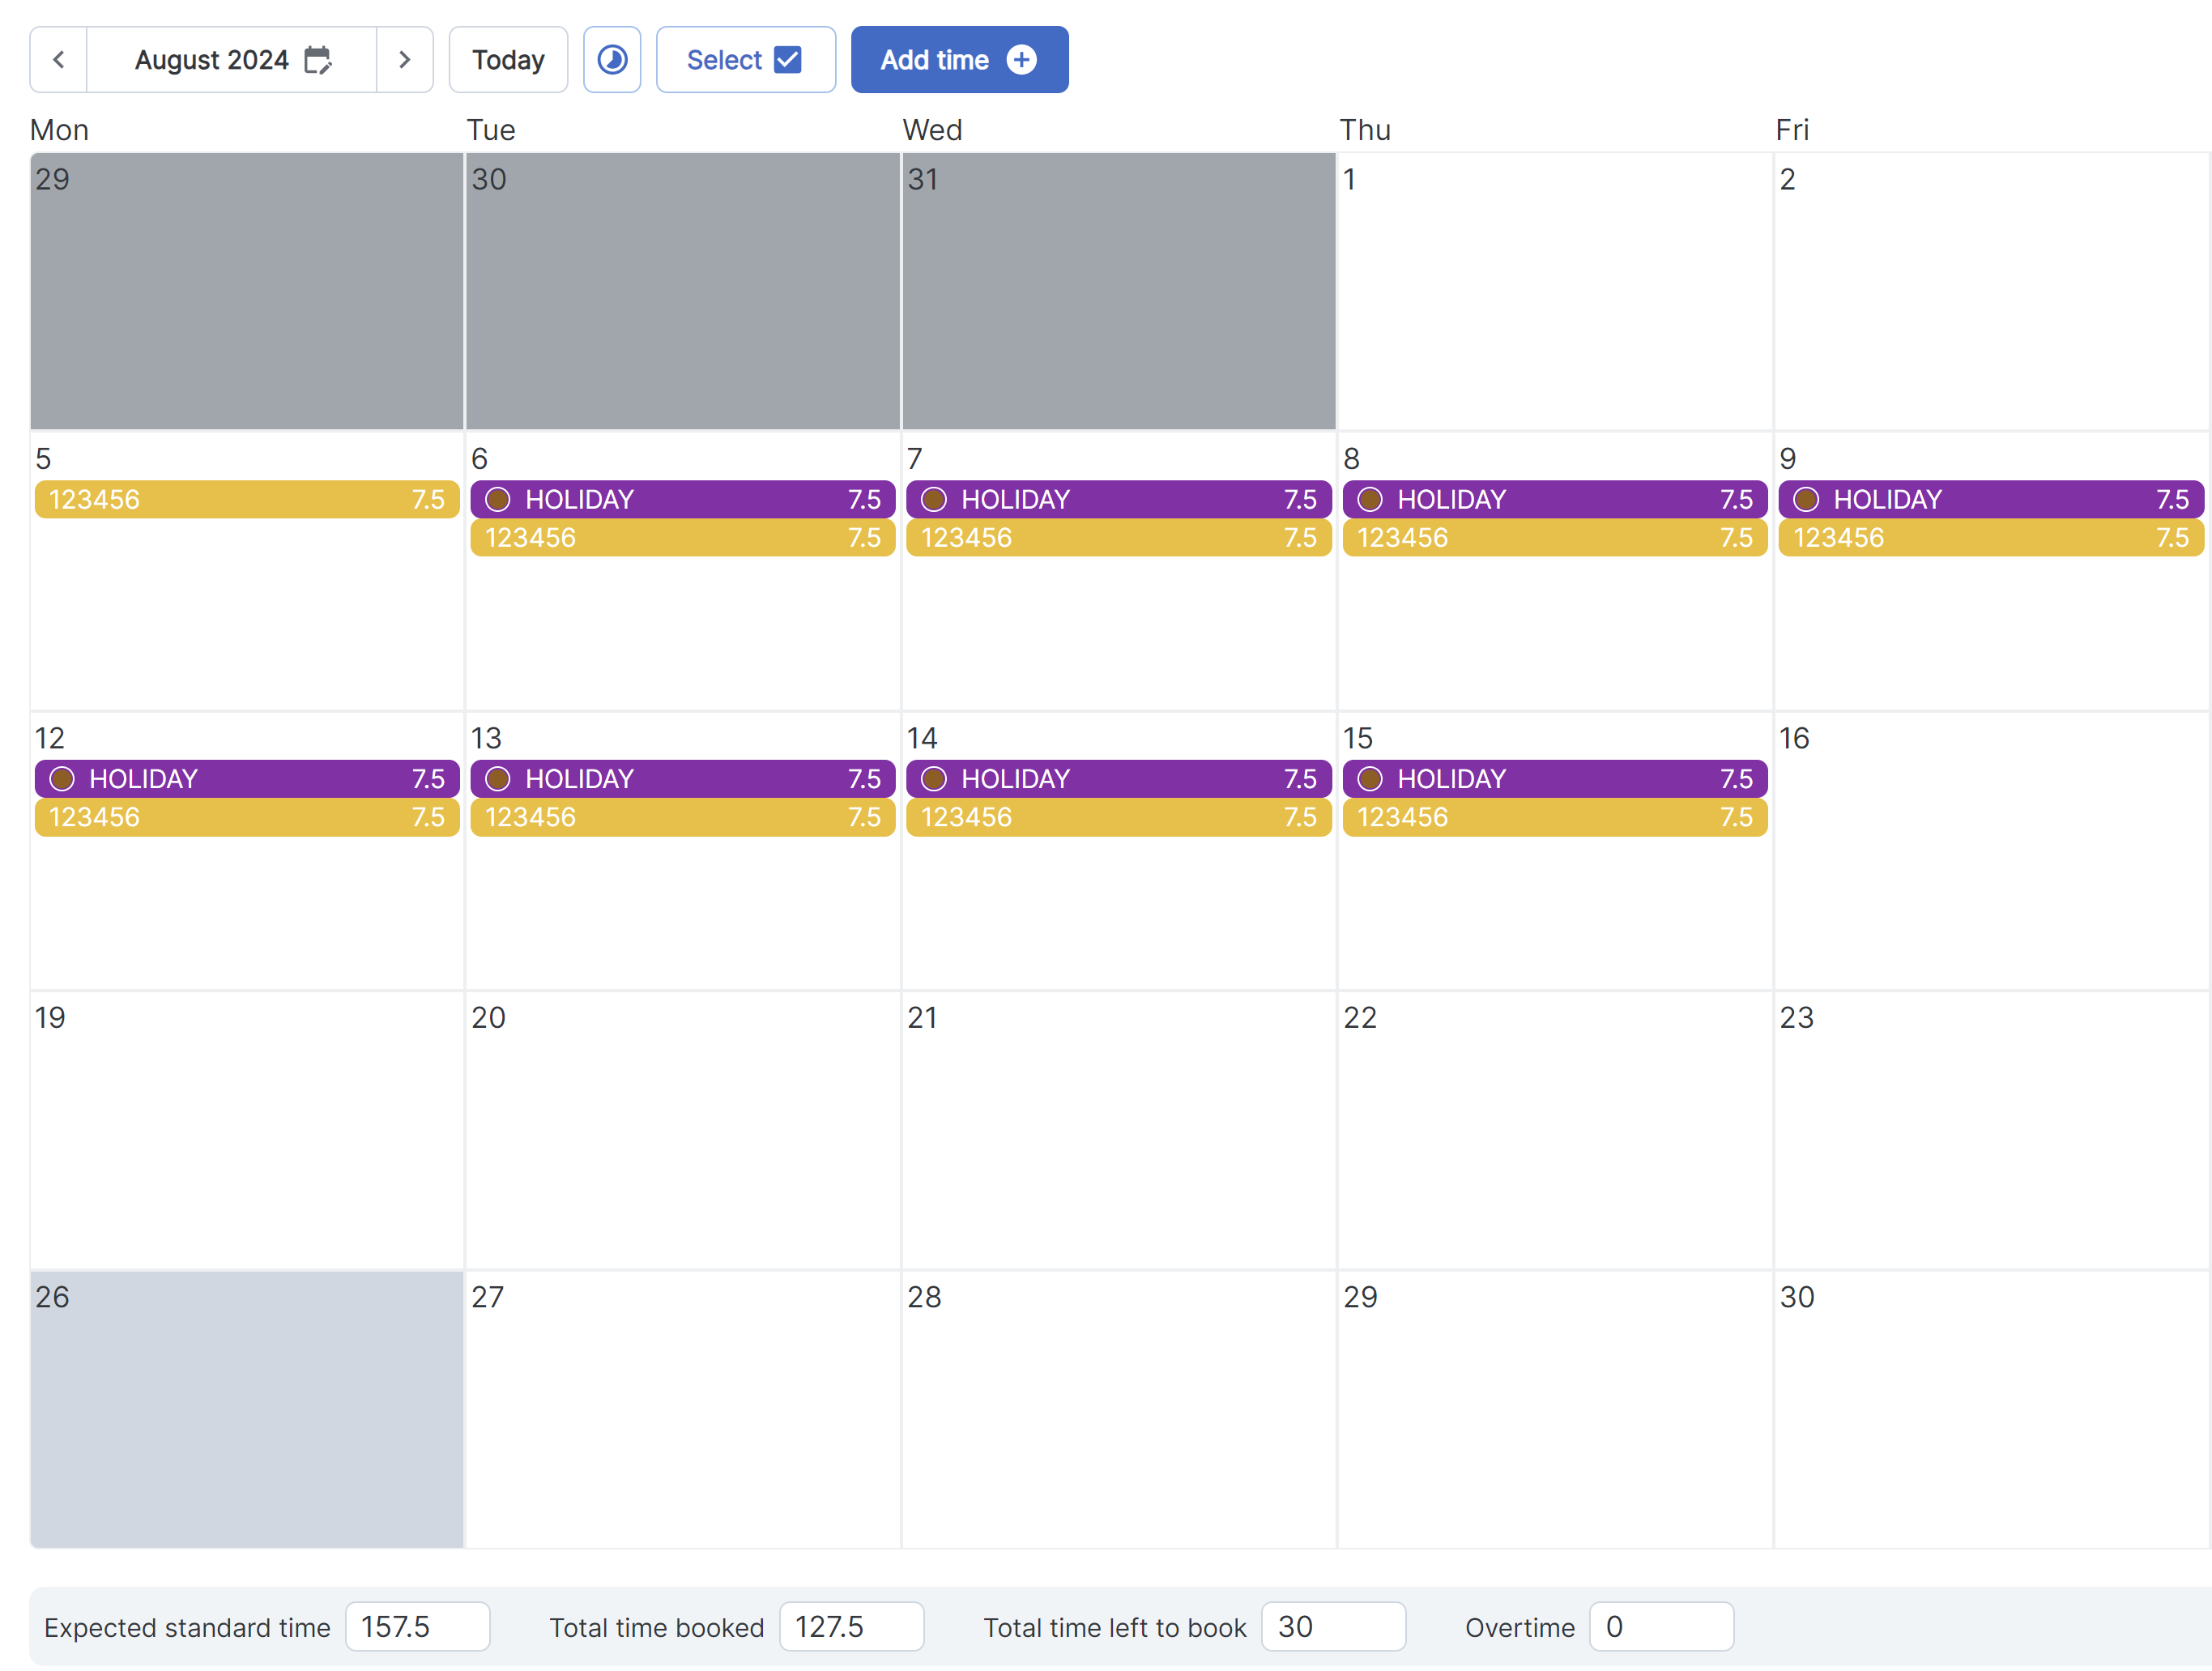 August 2024 Today Select Add time
Mon Tue Wed Thu Fri
29 30 31 1 2
5 6 7 8 9
123456 7.5 HOLIDAY 7.5 HOLIDAY 7.5 HOLIDAY 7.5 HOLIDAY 7.5
123456 7.5 123456 7.5 123456 7.5 123456 7.5
12 13 14 15 16
HOLIDAY 7.5 HOLIDAY 7.5 HOLIDAY 7.5 HOLIDAY 7.5
123456 7.5 123456 7.5 123456 7.5 123456 7.5
19 20 21 22 23
26 27 28 29 30
Expected standard time 157.5 Total time booked 127.5 Total time left to book 30 Overtime 0